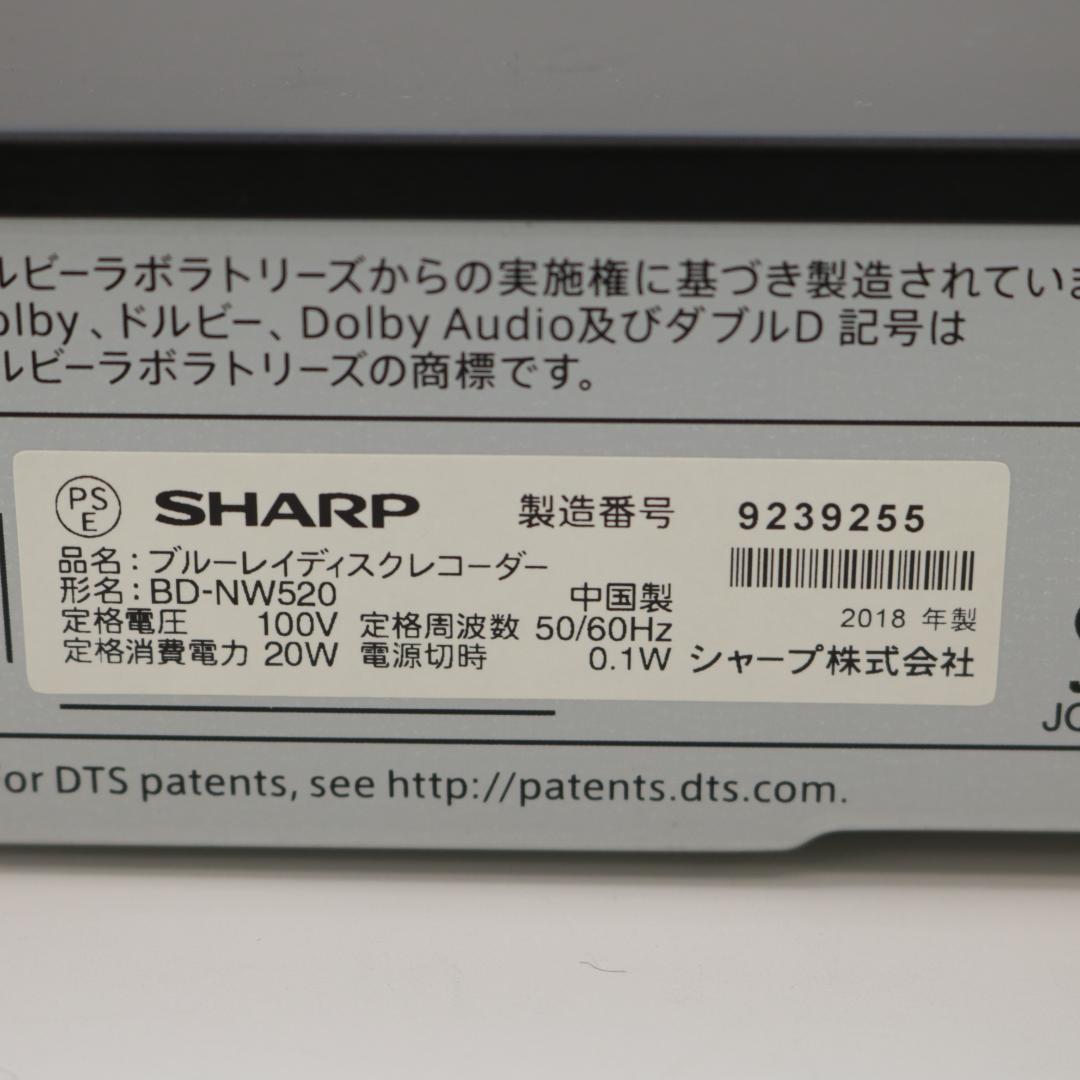 ルビーラボラトリーズからの実施権に基づき製造されていま
olby、ドルビー、Dolby Audio及びダブルD 記号は
ルビーラボラトリーズの商標です。
PS
E
SHARP 製造番号 9239255
品名:ブルーレイディスクレコーダー
形名:BD-NW520 中国製
2018 年製
定格電圧 100V 定格周波数 50/60Hz
定格消費電力 20W 電源切時 0.1W シャープ株式会社
JC
or DTS patents, see http://patents.dts.com.